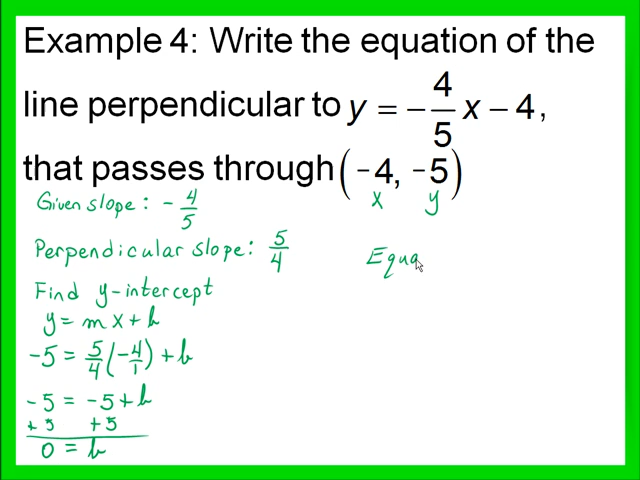 Example 4: Write the equation of the
line perpendicular to y = -4/5 x - 4,
that passes through (-4, -5)
x y
Given slope: -4/5
Perpendicular slope: 5/4
Equa
Find y-intercept
y = mx + b
-5 = 5/4 (-4/1) + b
-5 = -5 + b
+5 +5
0 = b